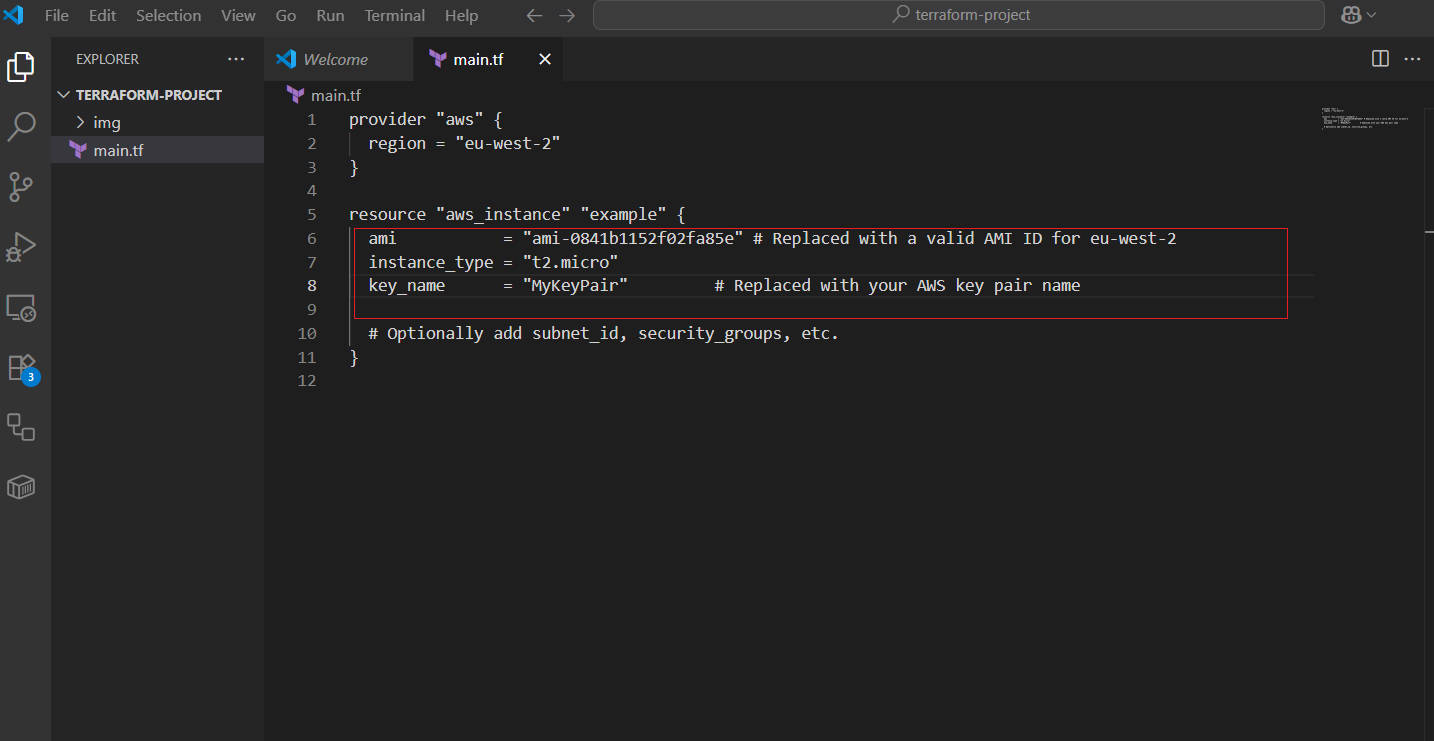 File Edit Selection View Go Run Terminal Help
terraform-project
EXPLORER
Welcome
main.tf
TERRAFORM-PROJECT
img
main.tf
3
main.tf
1 provider "aws" {
2   region = "eu-west-2"
3 }
4
5 resource "aws_instance" "example" {
6   ami           = "ami-0841b1152f02fa85e" # Replaced with a valid AMI ID for eu-west-2
7   instance_type = "t2.micro"
8   key_name      = "MyKeyPair"         # Replaced with your AWS key pair name
9
10   # Optionally add subnet_id, security_groups, etc.
11 }
12